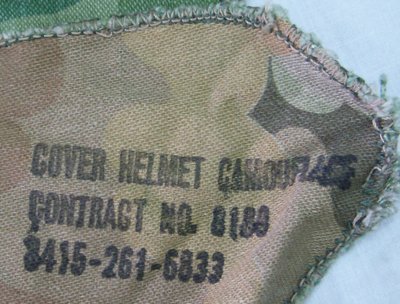 COVER HELMET CAMOUFLAGE
CONTRACT NO. 8189
8415-261-6833